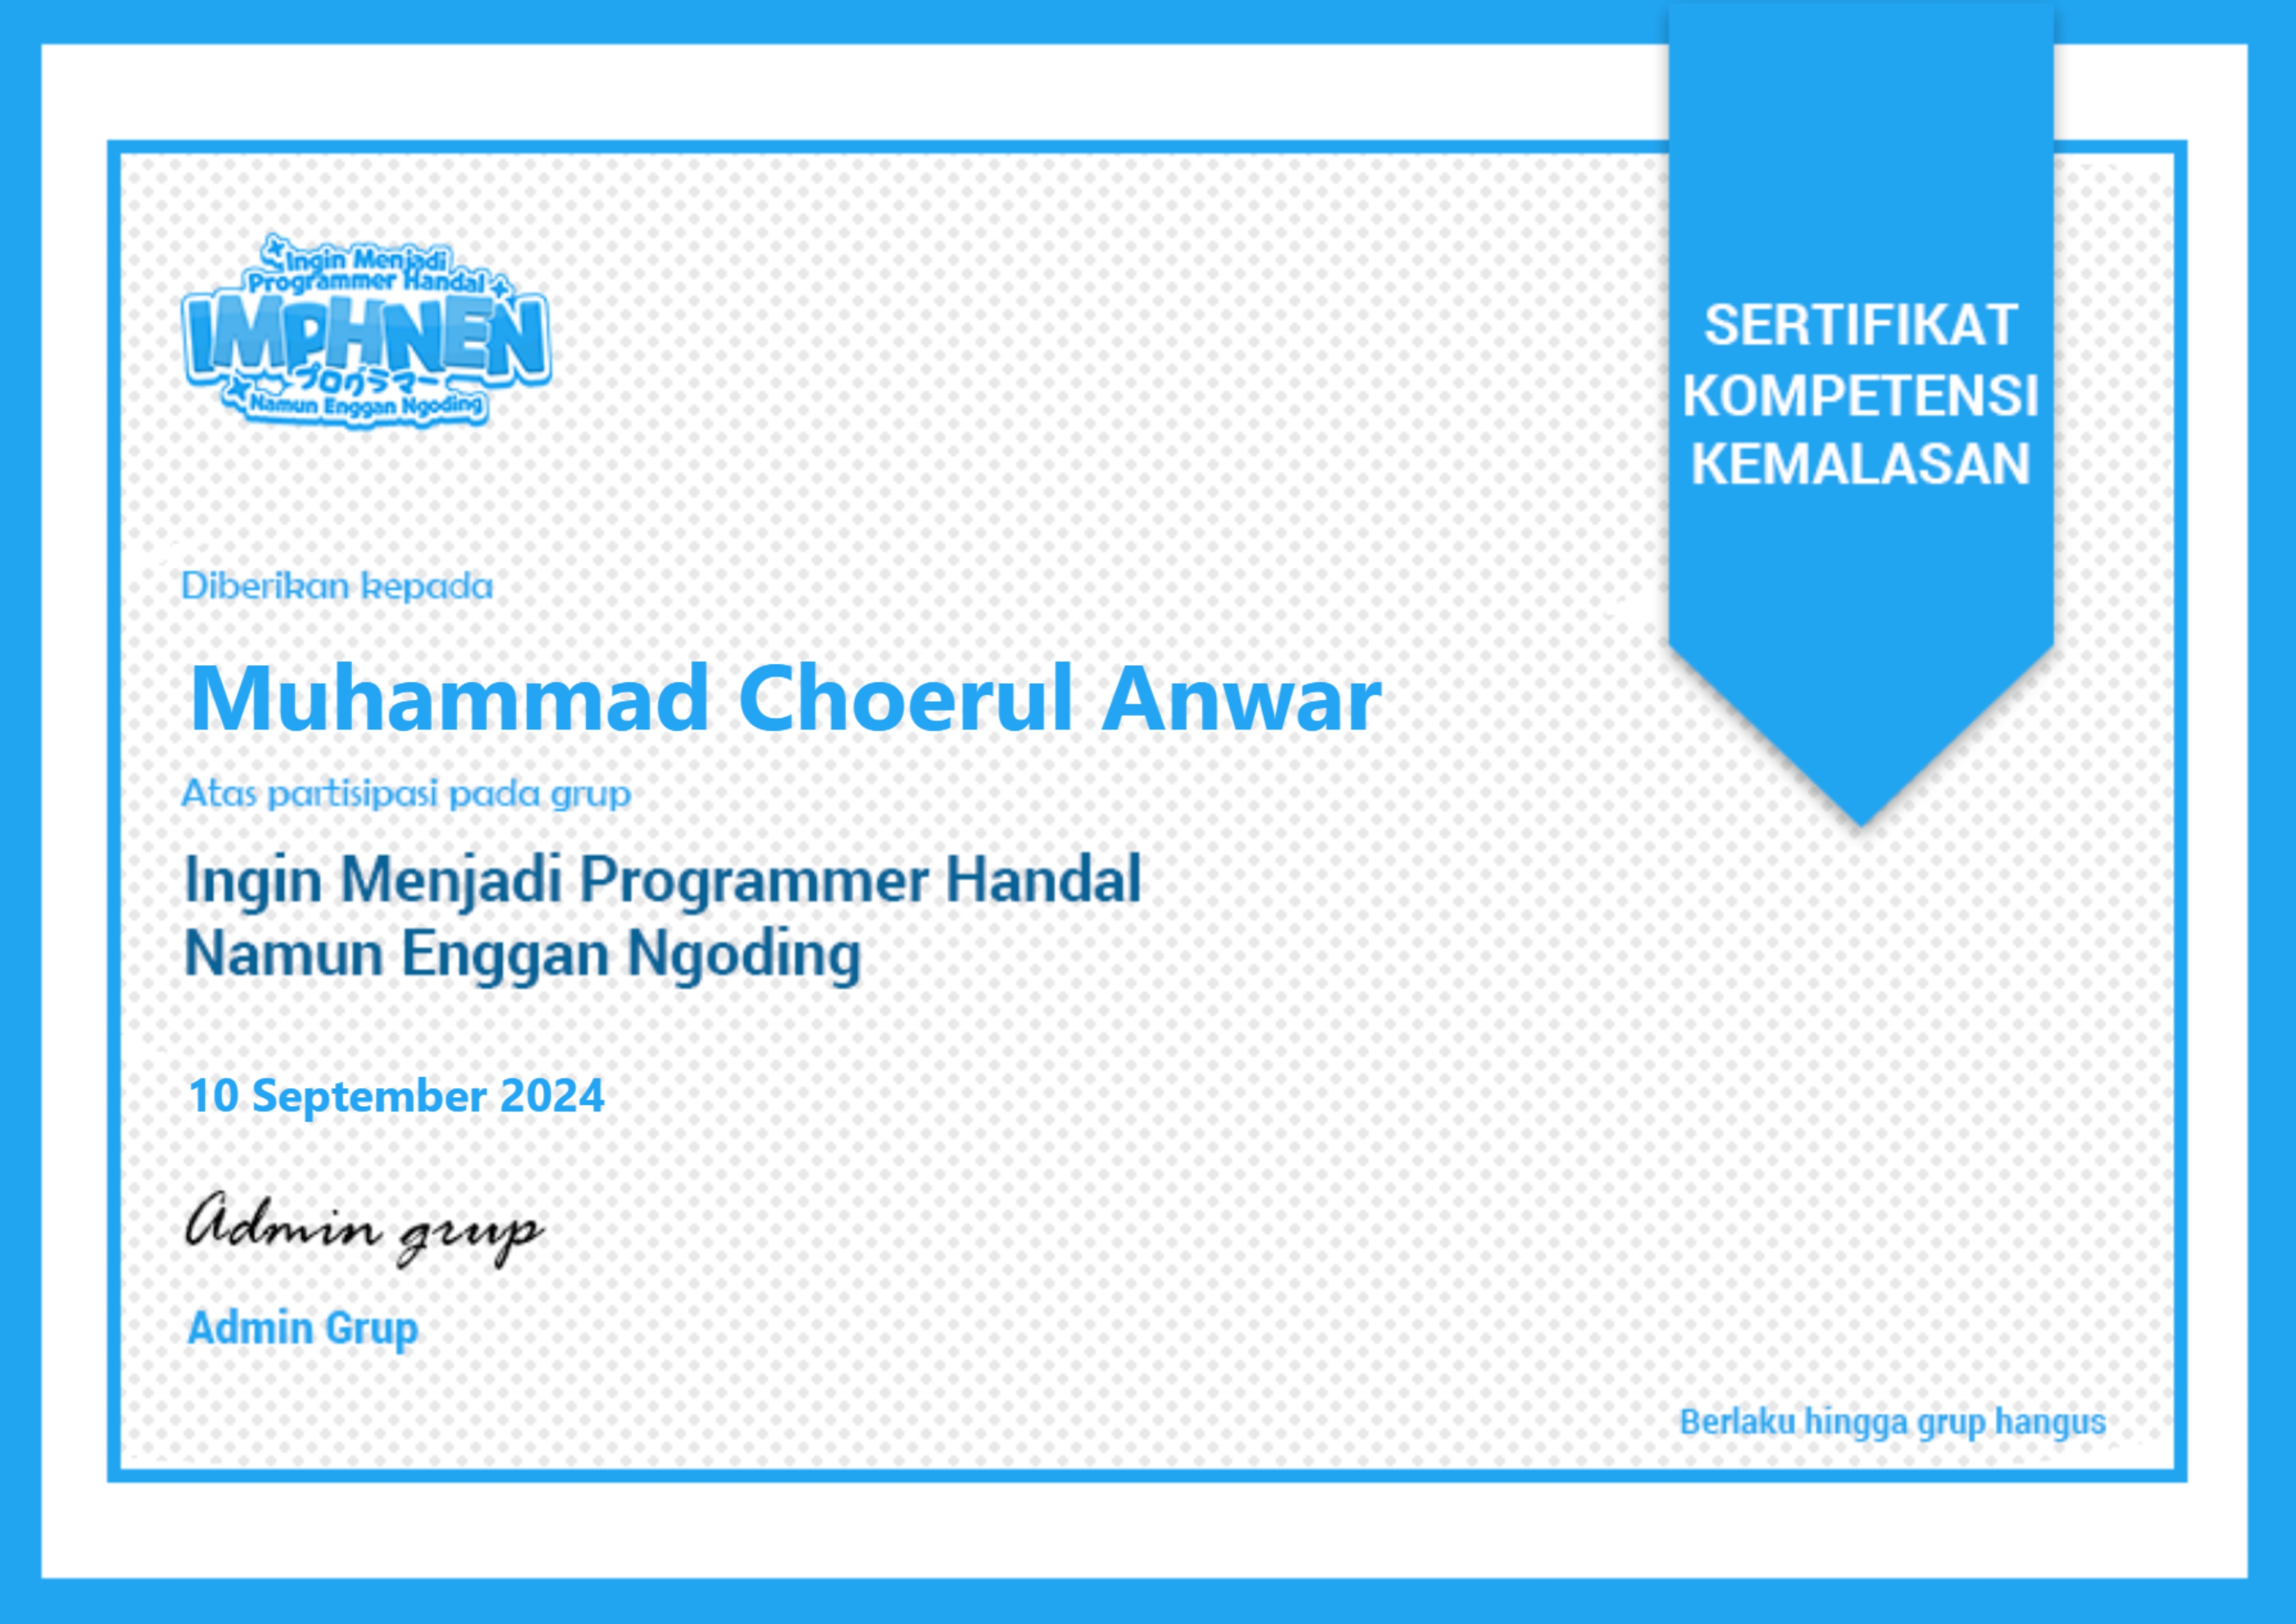 Ingin Menjadi
Programmer Handal
IMPHNEN
プログラマー
Namun Enggan Ngoding
SERTIFIKAT
KOMPETENSI
KEMALASAN
Diberikan kepada
Muhammad Choerul Anwar
Atas partisipasi pada grup
Ingin Menjadi Programmer Handal
Namun Enggan Ngoding
10 September 2024
Admin grup
Admin Grup
Berlaku hingga grup hangus